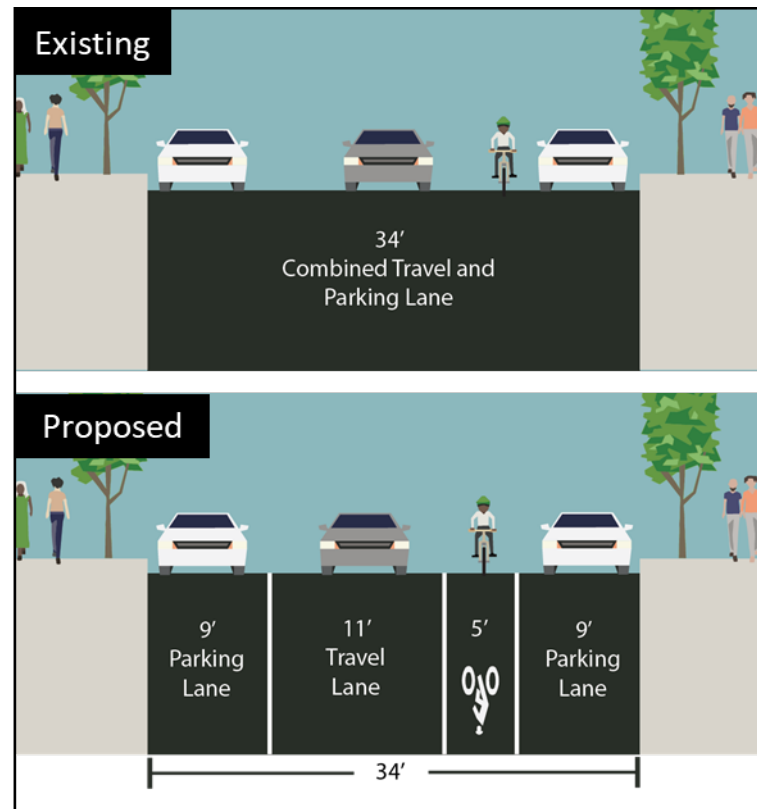 Existing
34’
Combined Travel and
Parking Lane
Proposed
9’
Parking
Lane
11’
Travel
Lane
5’
9’
Parking
Lane
34’